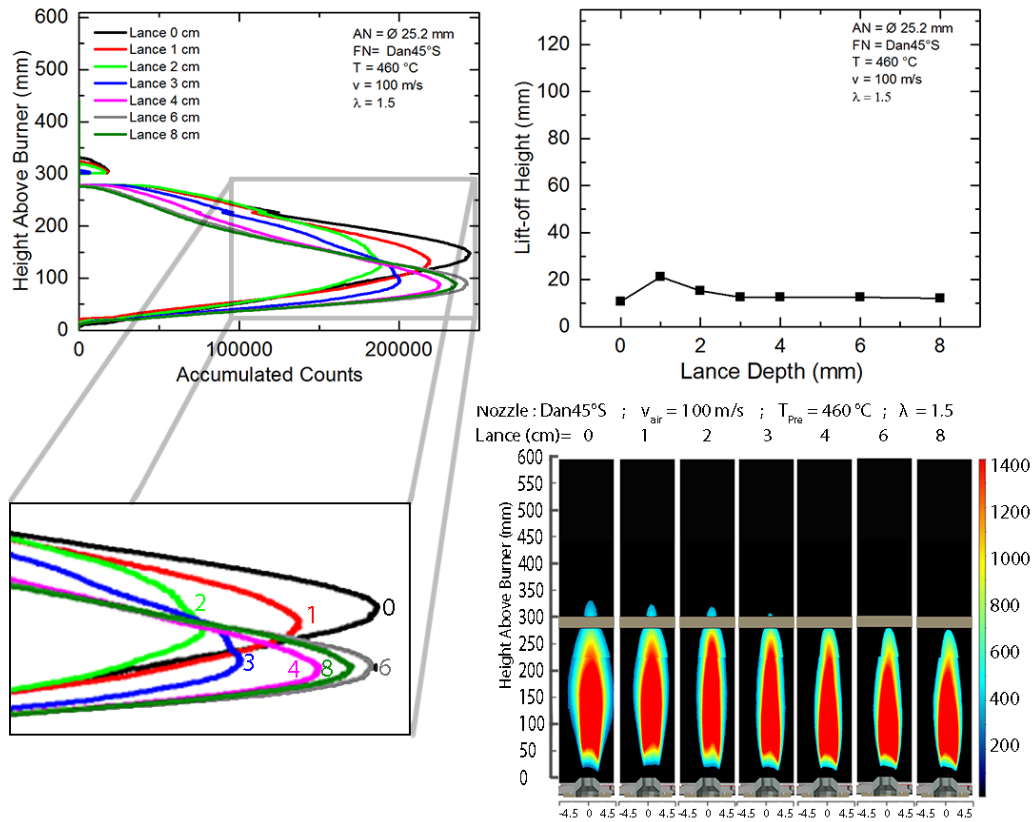 600
500
400
300
200
100
0
Height Above Burner (mm)
Lance 0 cm
Lance 1 cm
Lance 2 cm
Lance 3 cm
Lance 4 cm
Lance 6 cm
Lance 8 cm
AN = Ø 25.2 mm
FN= Dan45°S
T = 460 °C
v = 100 m/s
λ = 1.5
0 100000 200000
Accumulated Counts
120
100
80
60
40
20
0
Lift-off Height (mm)
AN = Ø 25.2 mm
FN = Dan45°S
T = 460 °C
v = 100 m/s
λ = 1.5
0 2 4 6 8
Lance Depth (mm)
0
1
2
3
4
8
6
Nozzle : Dan45°S ; vair = 100 m/s ; TPre = 460 °C ; λ = 1.5
Lance (cm)= 0 1 2 3 4 6 8
Height Above Burner (mm)
600
550
500
450
400
350
300
250
200
150
100
50
0
1400
1200
1000
800
600
400
200
-4.5 0 4.5 -4.5 0 4.5 -4.5 0 4.5 -4.5 0 4.5 -4.5 0 4.5 -4.5 0 4.5 -4.5 0 4.5